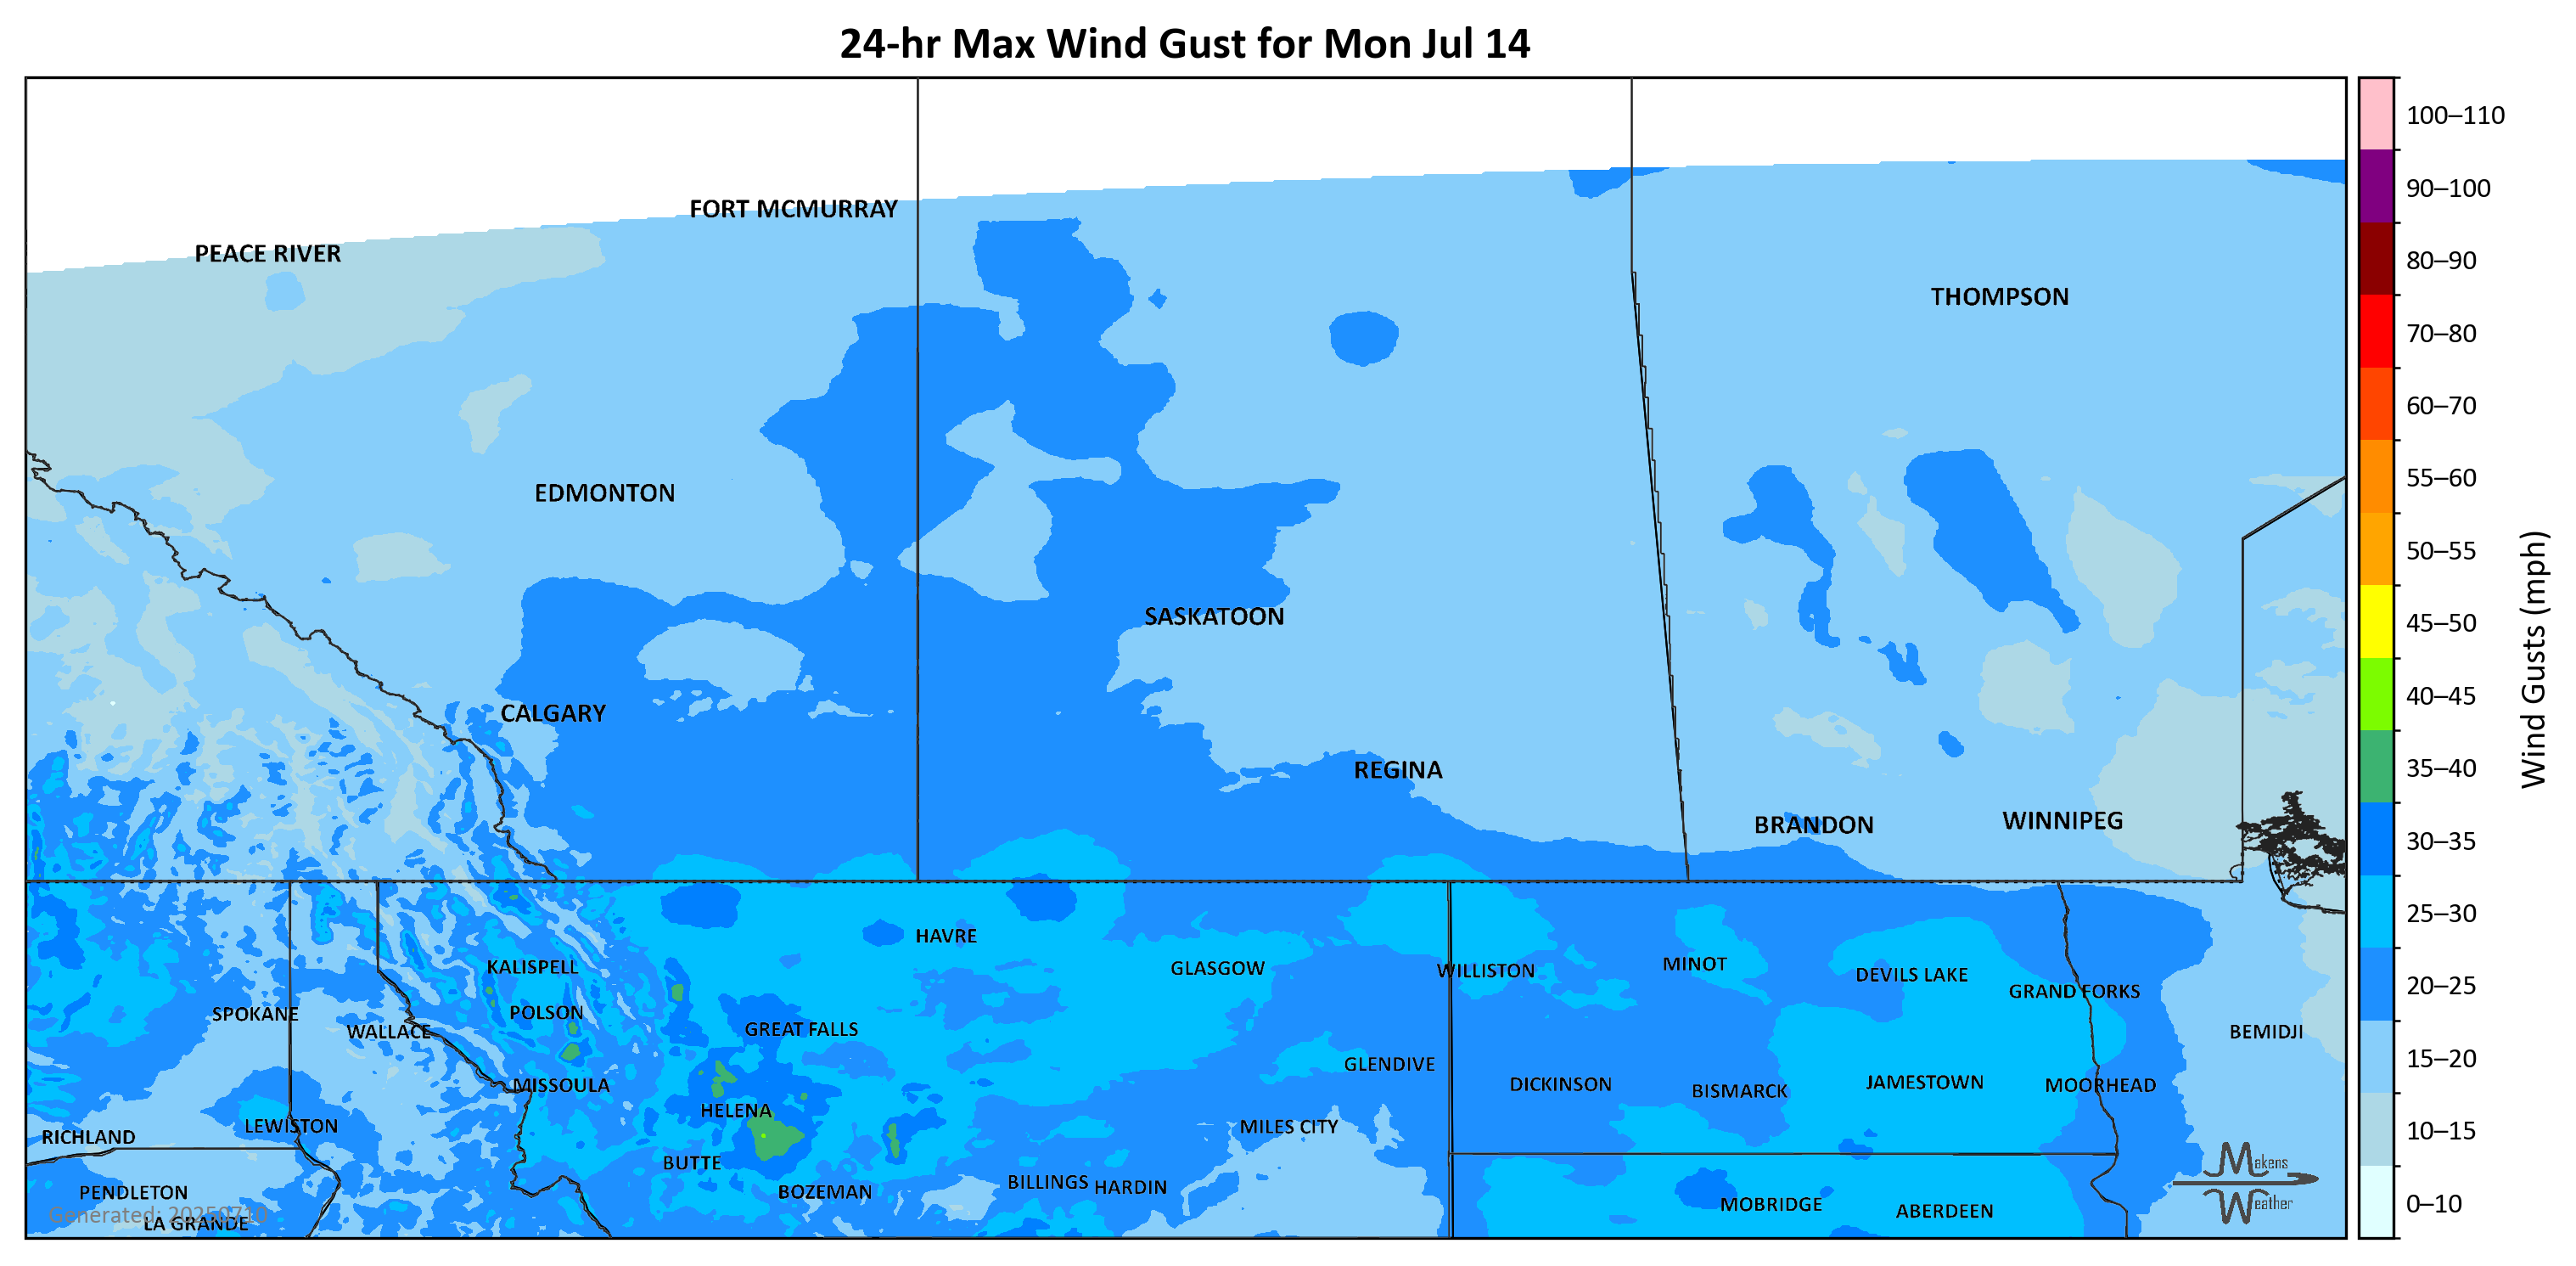 24-hr Max Wind Gust for Mon Jul 14
100–110
FORT MCMURRAY
90–100
PEACE RIVER
80–90
THOMPSON
70–80
60–70
EDMONTON
55–60
50–55
SASKATOON
45–50
Wind Gusts (mph)
CALGARY
40–45
REGINA
35–40
BRANDON
WINNIPEG
30–35
HAVRE
25–30
KALISPELL
GLASGOW
WILLISTON
MINOT
DEVILS LAKE
20–25
GRAND FORKS
SPOKANE
POLSON
WALLACE
GREAT FALLS
BEMIDJI
15–20
GLENDIVE
MISSOULA
DICKINSON
BISMARCK
JAMESTOWN
MOORHEAD
HELENA
LEWISTON
MILES CITY
RICHLAND
10–15
BUTTE
Makens
Weather
PENDLETON
BOZEMAN
BILLINGS
HARDIN
MOBRIDGE
ABERDEEN
0–10
Generated: 20250710
LA GRANDE